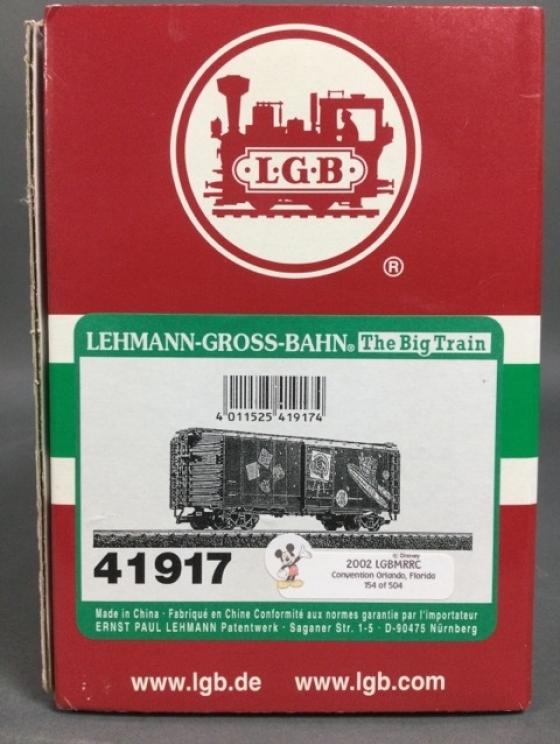 ·L·G·B·
®
LEHMANN-GROSS-BAHN® The Big Train
4 011525 419174
41917
© Disney
2002 LGBMRRC
Convention Orlando, Florida
154 of 504
Made in China · Fabriqué en Chine Conformité aux normes garantie par l'importateur
ERNST PAUL LEHMANN Patentwerk · Saganer Str. 1-5 · D-90475 Nürnberg
www.lgb.de www.lgb.com